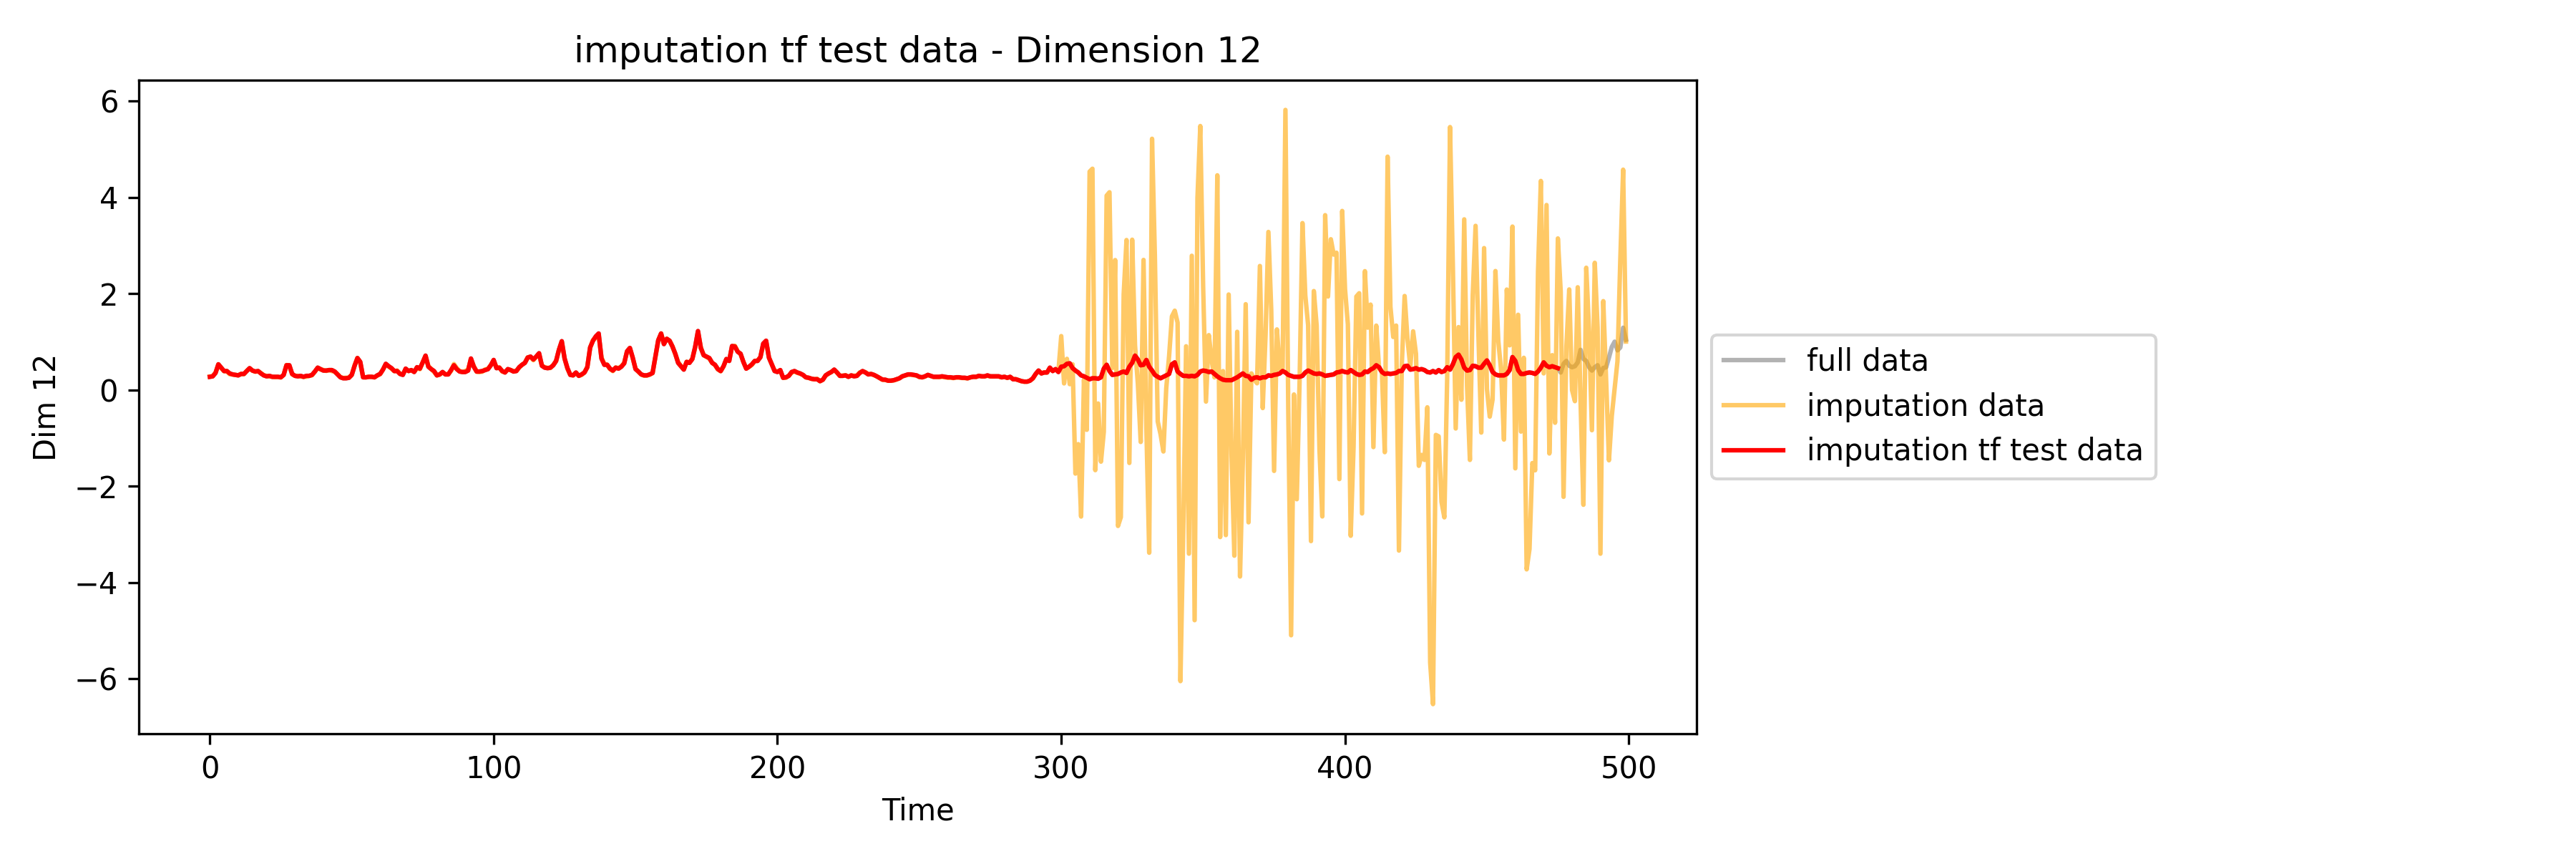 imputation tf test data - Dimension 12
6
4
2
0
−2
−4
−6
Dim 12
0 100 200 300 400 500
Time
full data
imputation data
imputation tf test data